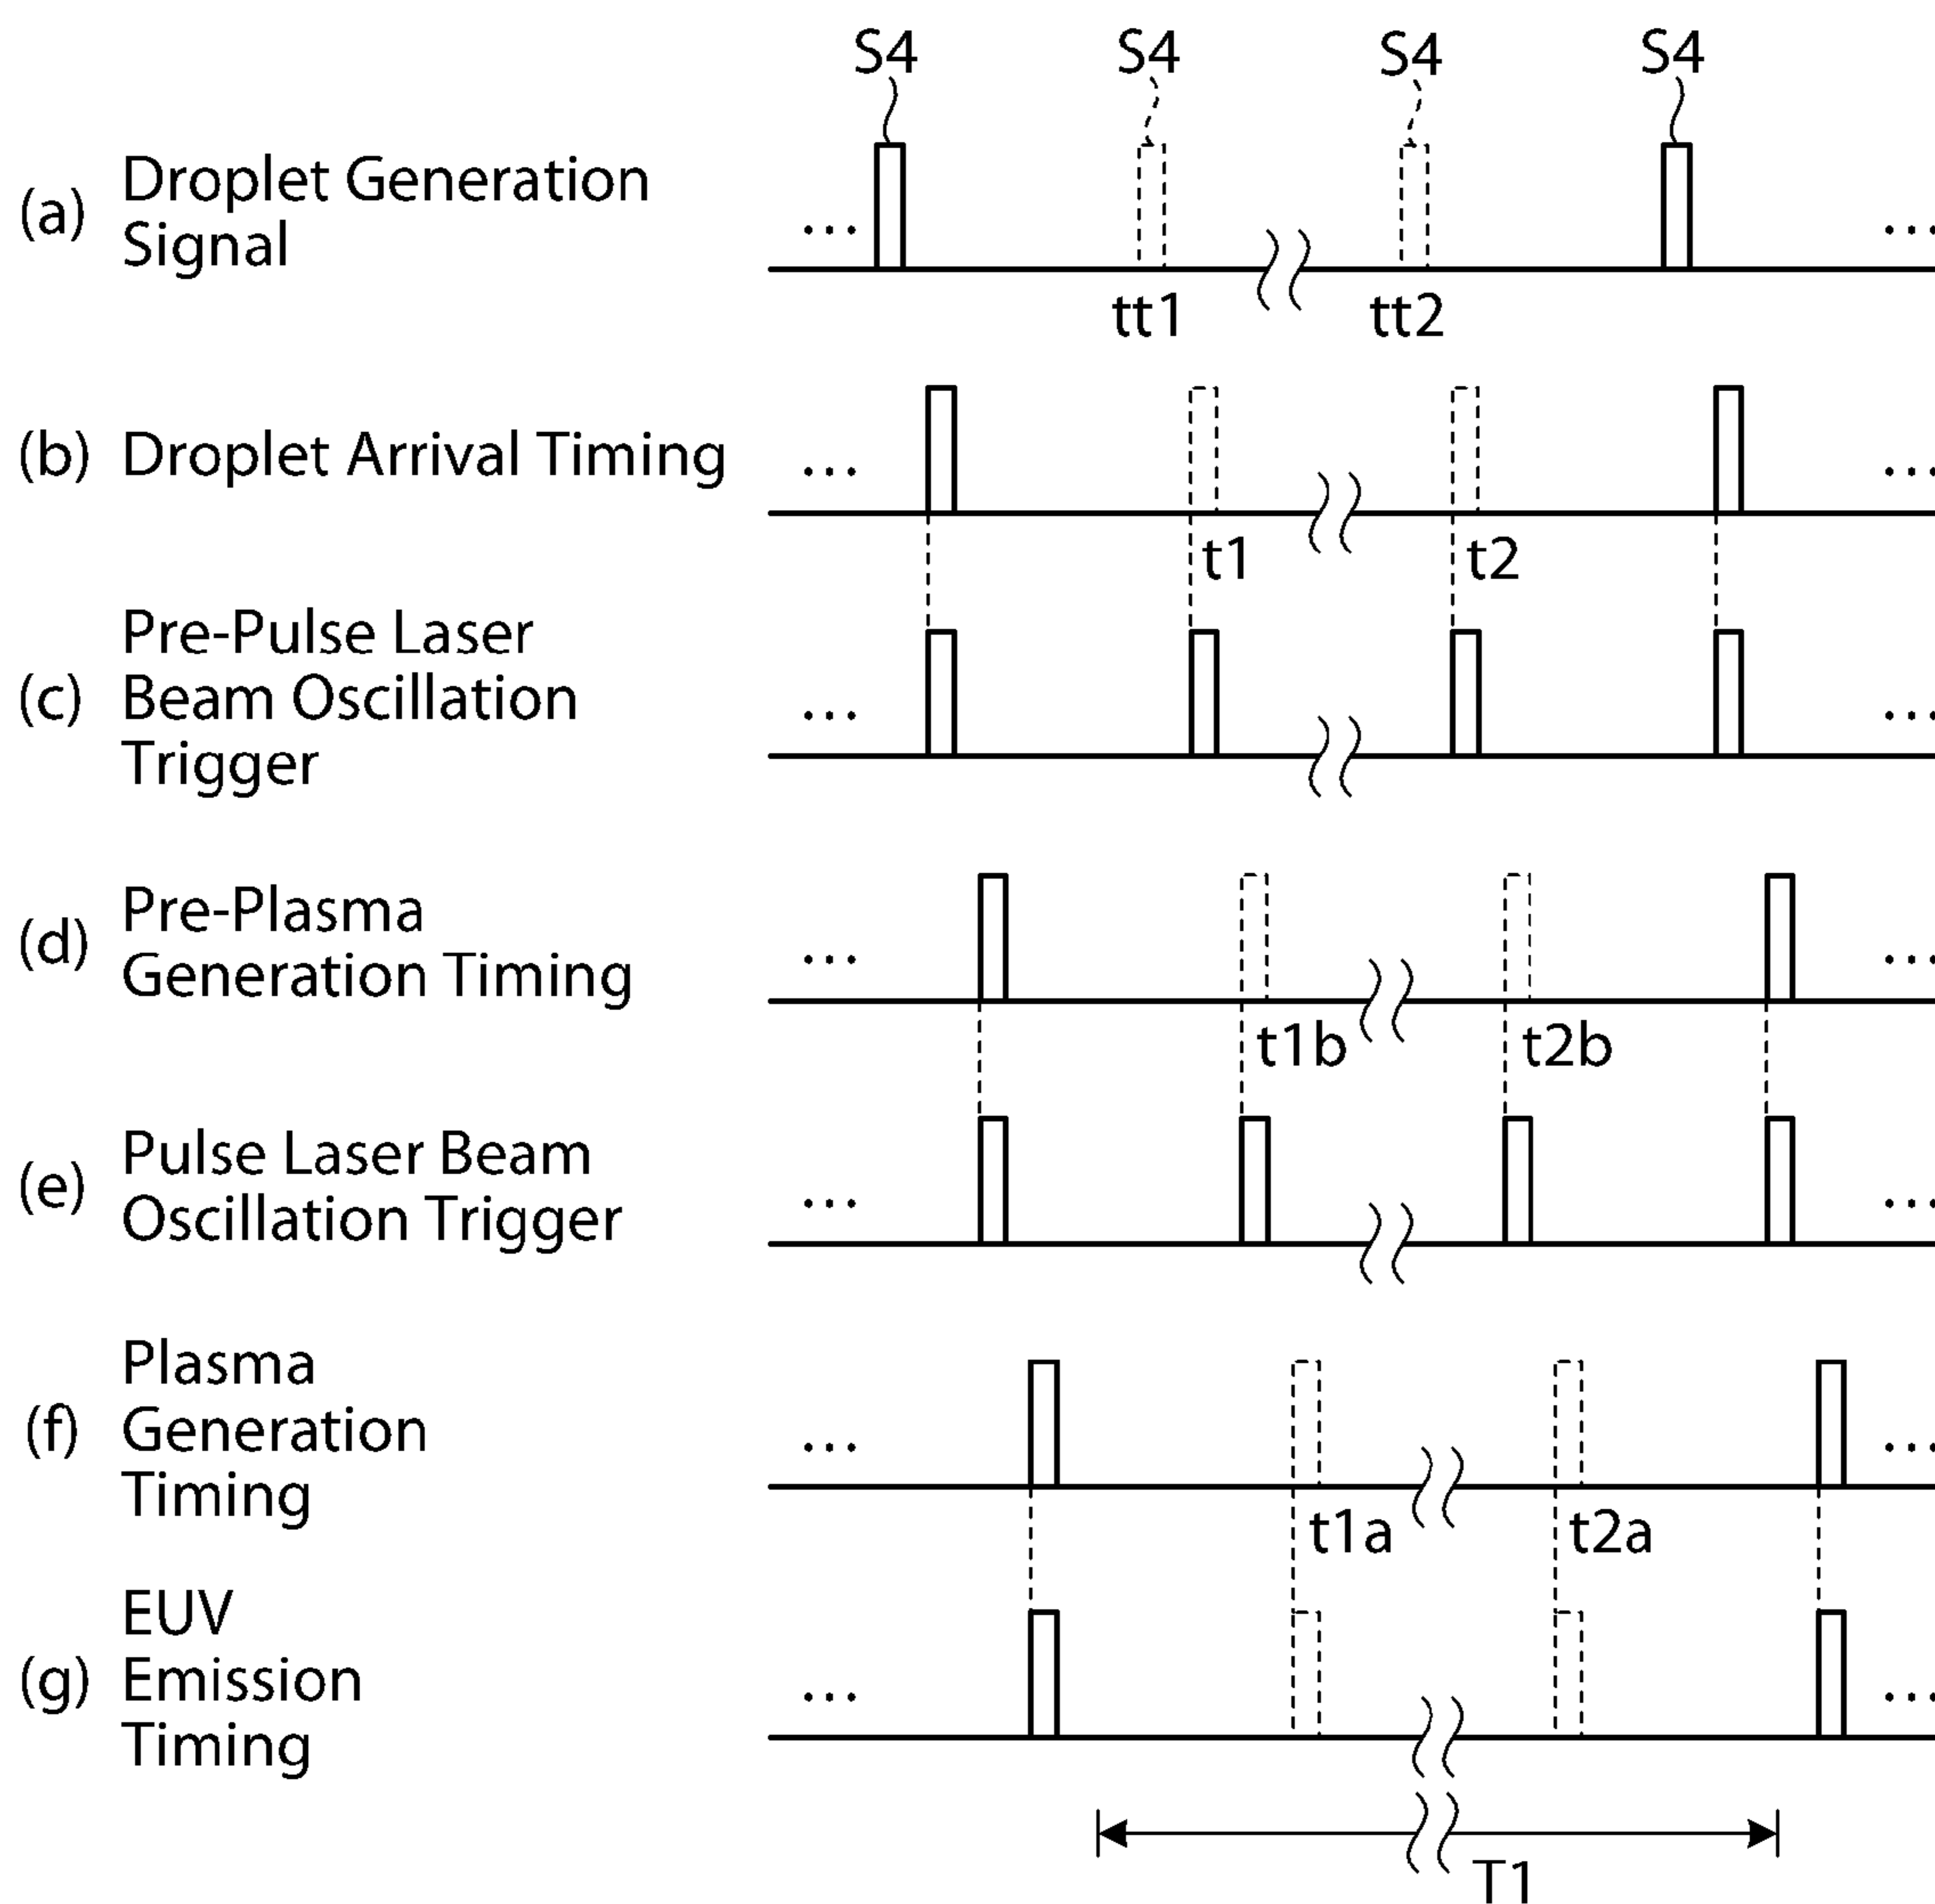 S4 S4 S4 S4
(a) Droplet Generation
Signal
... ...
tt1 tt2
(b) Droplet Arrival Timing
... ...
t1 t2
Pre-Pulse Laser
(c) Beam Oscillation
Trigger
... ...
(d) Pre-Plasma
Generation Timing
... ...
t1b t2b
(e) Pulse Laser Beam
Oscillation Trigger
... ...
Plasma
(f) Generation
Timing
... ...
t1a t2a
EUV
(g) Emission
Timing
... ...
T1